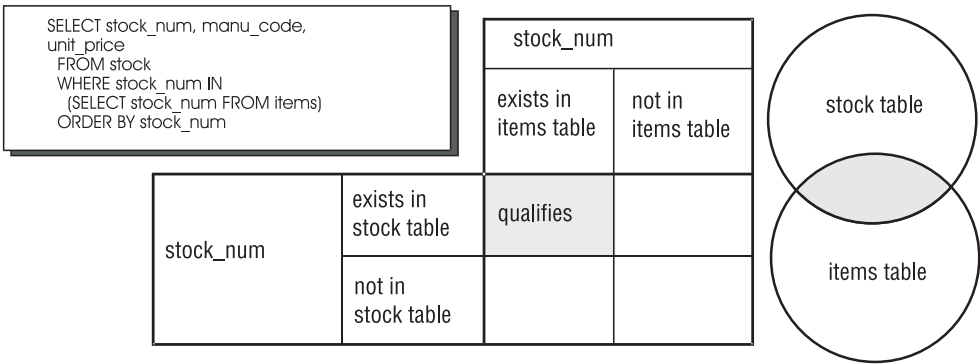 SELECT stock_num, manu_code,
unit_price
FROM stock
WHERE stock_num IN
(SELECT stock_num FROM items)
ORDER BY stock_num
stock_num
exists in
items table
not in
items table
stock_num
exists in
stock table
qualifies
not in
stock table
stock table
items table